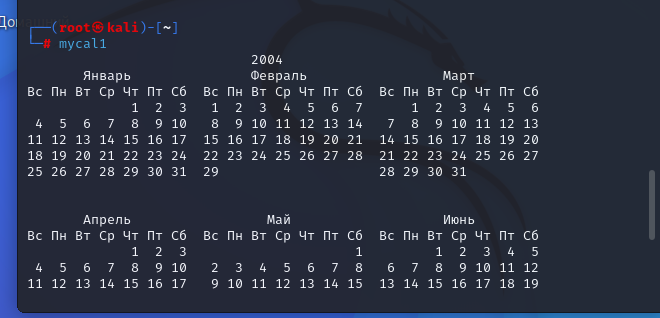 До
┌──(root㉿kali)-[~]
└─# mycal1
                            2004
       Январь                Февраль                 Март
Вс Пн Вт Ср Чт Пт Сб  Вс Пн Вт Ср Чт Пт Сб  Вс Пн Вт Ср Чт Пт Сб
             1  2  3   1  2  3  4  5  6  7      1  2  3  4  5  6
 4  5  6  7  8  9 10   8  9 10 11 12 13 14   7  8  9 10 11 12 13
11 12 13 14 15 16 17  15 16 17 18 19 20 21  14 15 16 17 18 19 20
18 19 20 21 22 23 24  22 23 24 25 26 27 28  21 22 23 24 25 26 27
25 26 27 28 29 30 31  29                    28 29 30 31
       Апрель                  Май                  Июнь
Вс Пн Вт Ср Чт Пт Сб  Вс Пн Вт Ср Чт Пт Сб  Вс Пн Вт Ср Чт Пт Сб
             1  2  3                     1         1  2  3  4  5
 4  5  6  7  8  9 10   2  3  4  5  6  7  8   6  7  8  9 10 11 12
11 12 13 14 15 16 17   9 10 11 12 13 14 15  13 14 15 16 17 18 19